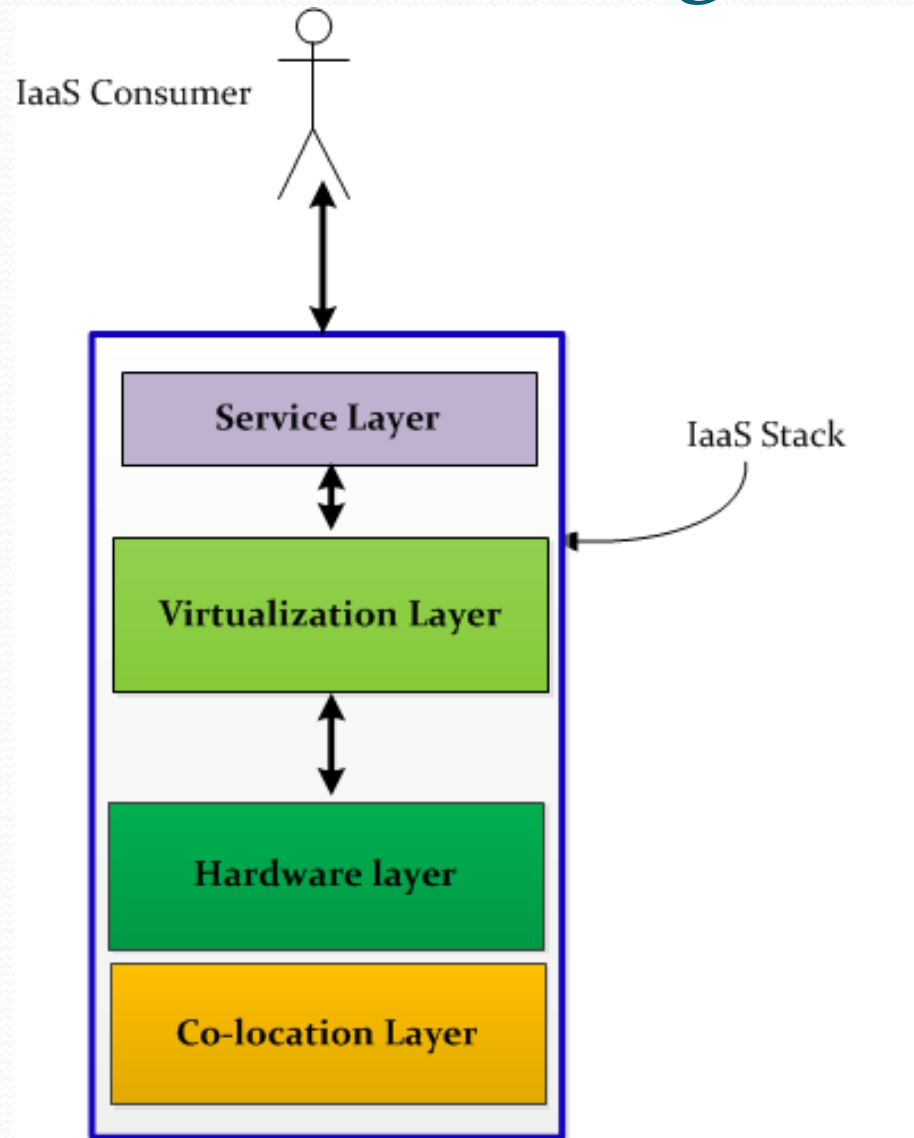 IaaS Consumer
Service Layer
IaaS Stack
Virtualization Layer
Hardware layer
Co-location Layer